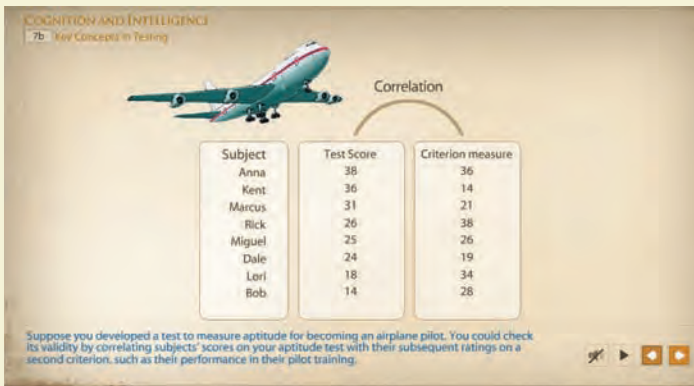 COGNITION AND INTELLIGENCE
7b Key Concepts in Testing
Correlation
Subject Test Score Criterion measure
Anna 38 36
Kent 36 14
Marcus 31 21
Rick 26 38
Miguel 25 26
Dale 24 19
Lori 18 34
Bob 14 28
Suppose you developed a test to measure aptitude for becoming an airplane pilot. You could check
its validity by correlating subjects' scores on your aptitude test with their subsequent ratings on a
second criterion, such as their performance in their pilot training.